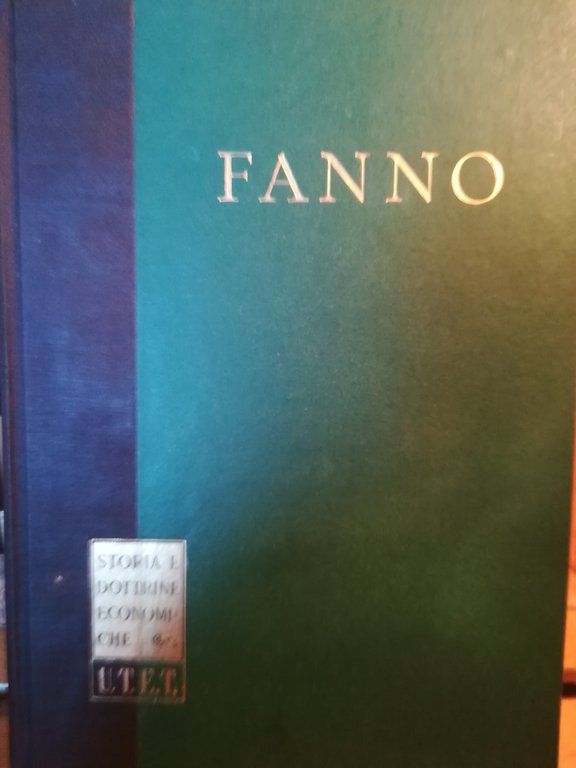 FANNO
STORIA E
DOTTRINE
ECONOMI-
CHE
U.T.E.T.